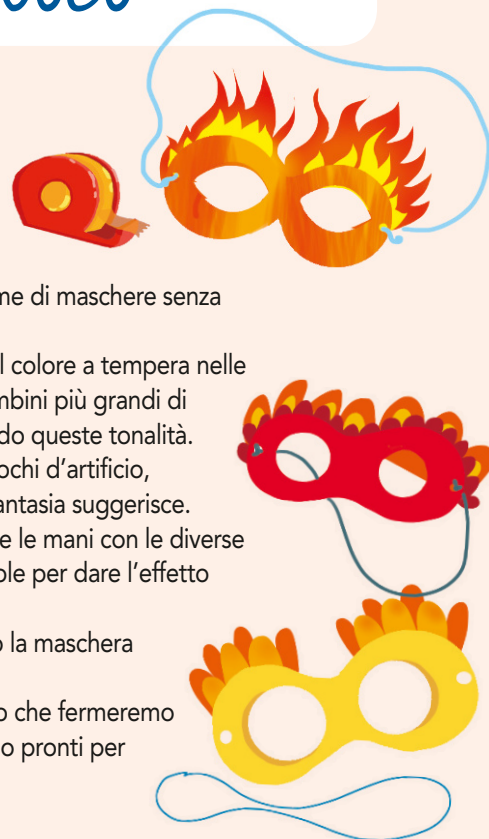 me di maschere senza
l colore a tempera nelle
mbini più grandi di
do queste tonalità.
ochi d'artificio,
antasia suggerisce.
e le mani con le diverse
ole per dare l'effetto
o la maschera
o che fermeremo
o pronti per